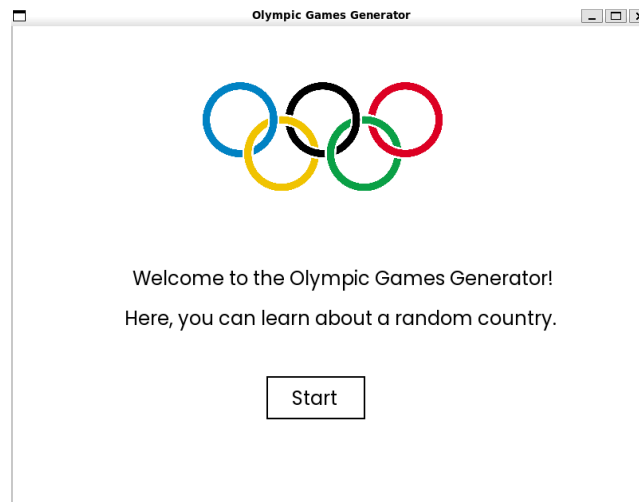 Olympic Games Generator
Welcome to the Olympic Games Generator!
Here, you can learn about a random country.
Start